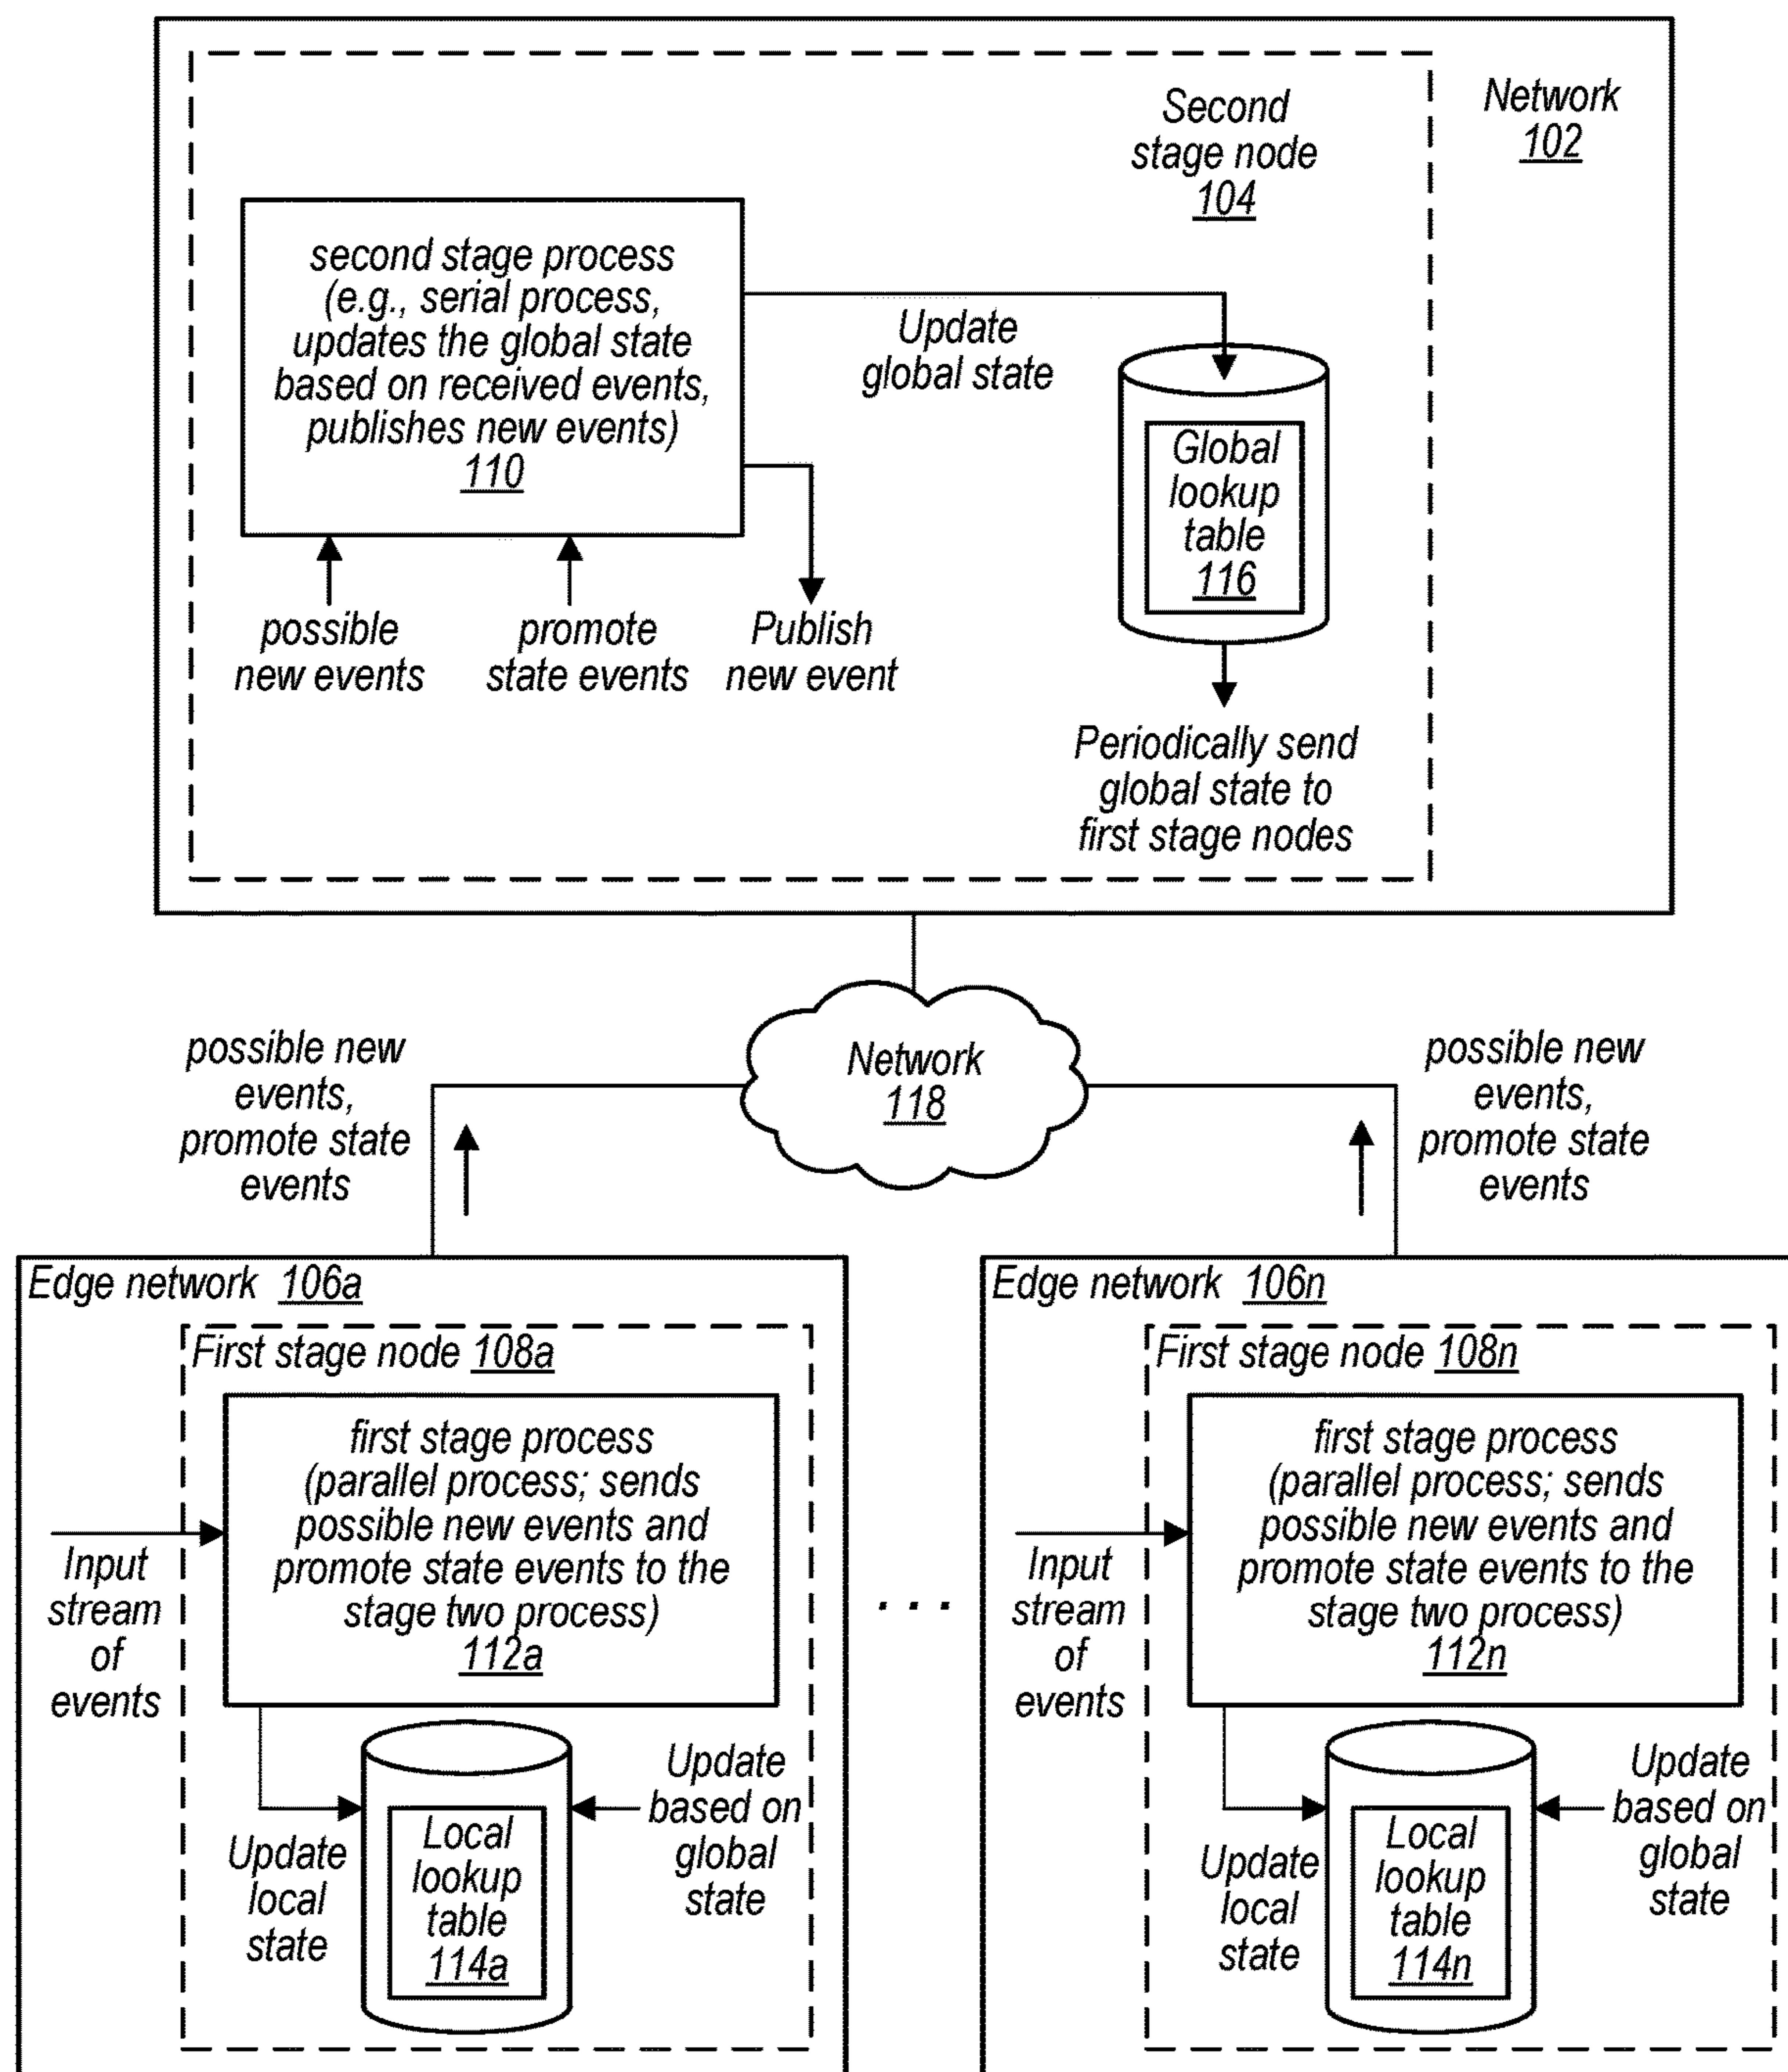 Network
102
Second
stage node
104
second stage process
(e.g., serial process,
updates the global state
based on received events,
publishes new events)
110
Update
global state
Global
lookup
table
116
possible
new events
promote
state events
Publish
new event
Periodically send
global state to
first stage nodes
possible new
events,
promote state
events
Network
118
possible new
events,
promote state
events
Edge network 106a
First stage node 108a
first stage process
(parallel process; sends
possible new events and
promote state events to the
stage two process)
112a
Input
stream
of
events
Update
local
state
Local
lookup
table
114a
Update
based on
global
state
. . .
Edge network 106n
First stage node 108n
first stage process
(parallel process; sends
possible new events and
promote state events to the
stage two process)
112n
Input
stream
of
events
Update
local
state
Local
lookup
table
114n
Update
based on
global
state